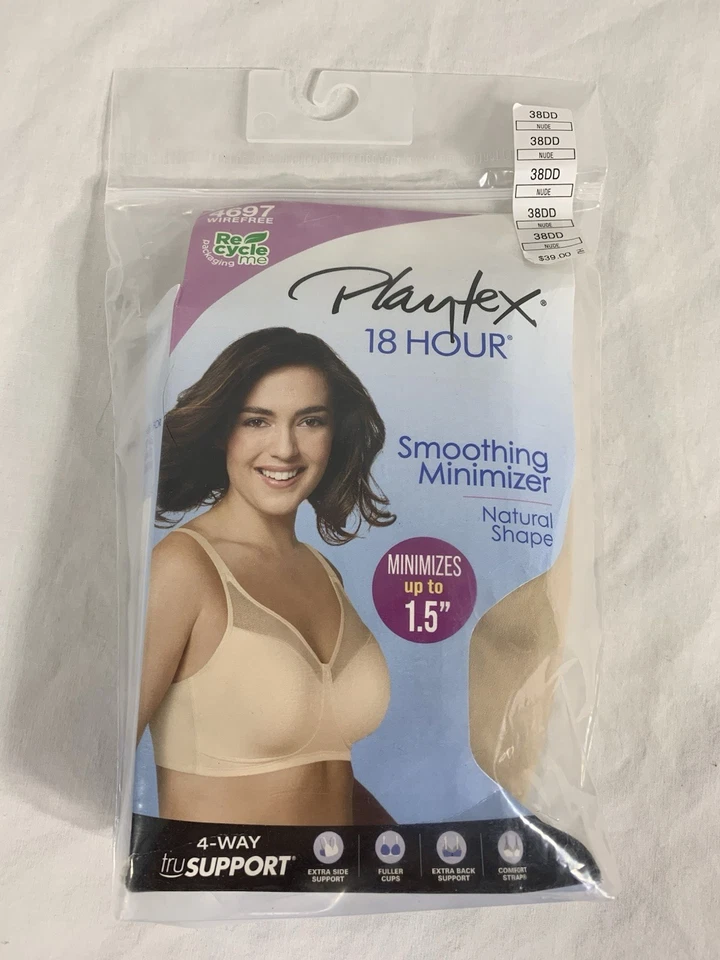 38DD
NUDE
38DD
NUDE
38DD
NUDE
38DD
NUDE
38DD
NUDE
$39.00
4697
WIREFREE
Re
cycle
me
packaging
Playtex®
18 HOUR®
Smoothing
Minimizer
Natural
Shape
MINIMIZES
up to
1.5”
4-WAY
truSUPPORT®
EXTRA SIDE
SUPPORT
FULLER
CUPS
EXTRA BACK
SUPPORT
COMFORT
STRAPS